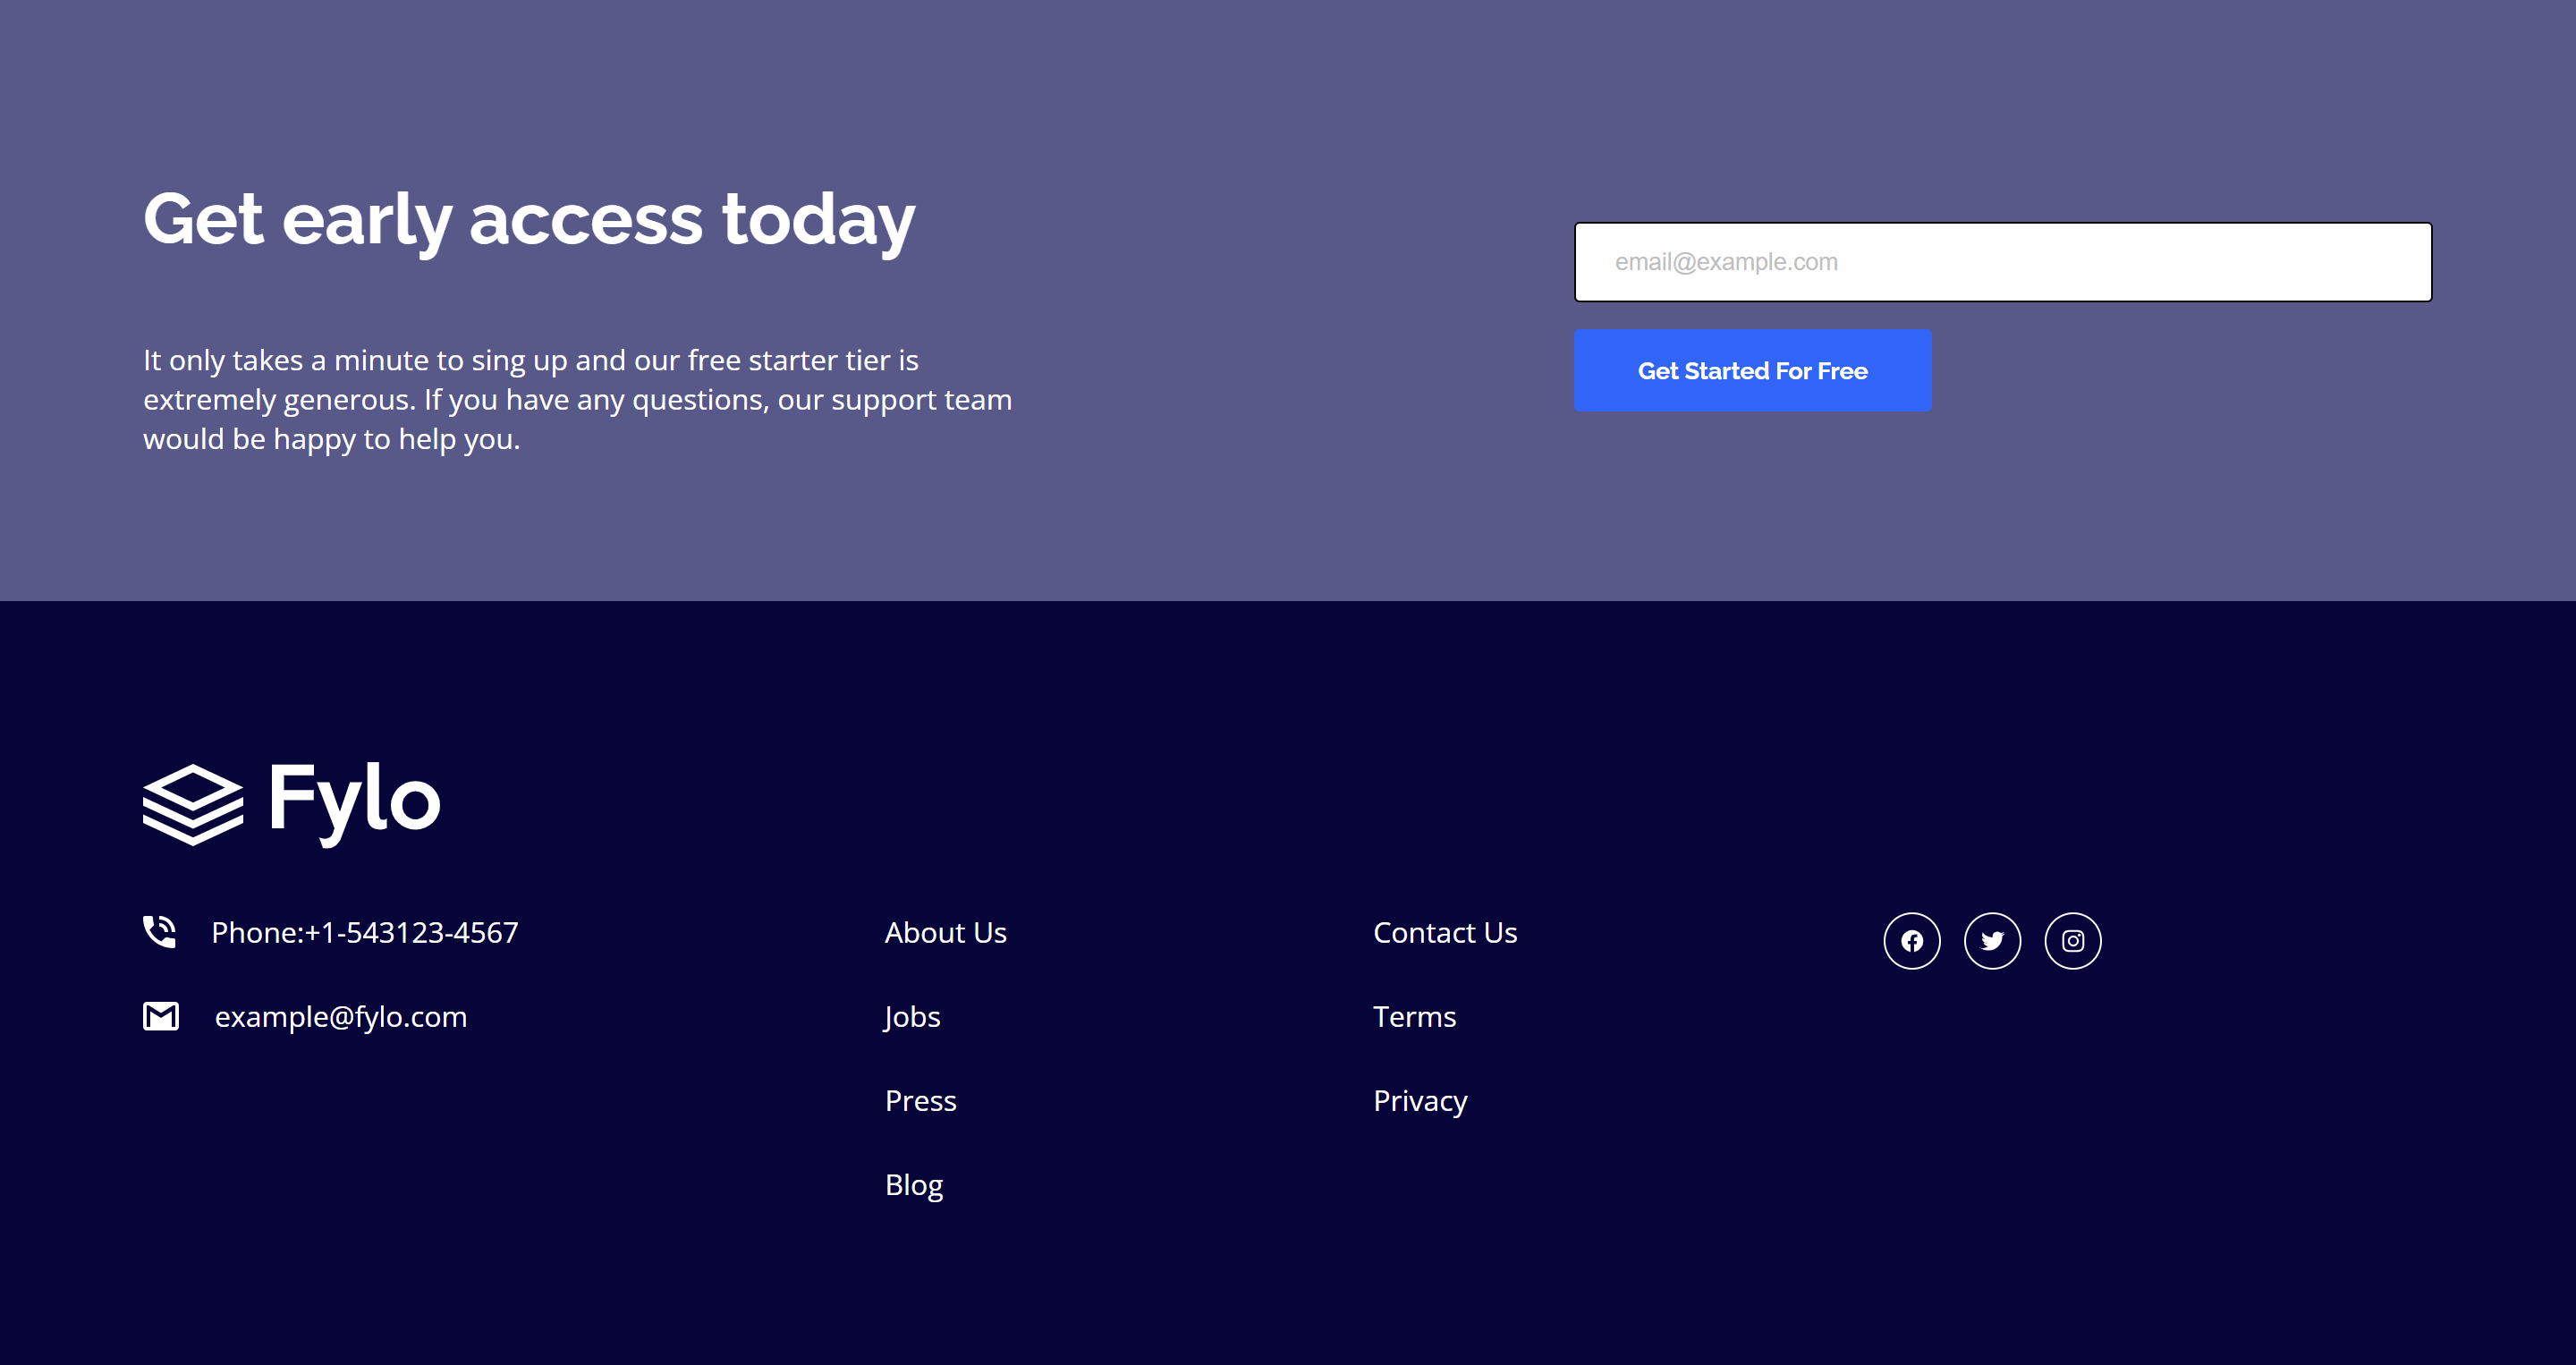 Get early access today
It only takes a minute to sing up and our free starter tier is
extremely generous. If you have any questions, our support team
would be happy to help you.
email@example.com
Get Started For Free
Fylo
Phone:+1-543123-4567
example@fylo.com
About Us
Jobs
Press
Blog
Contact Us
Terms
Privacy